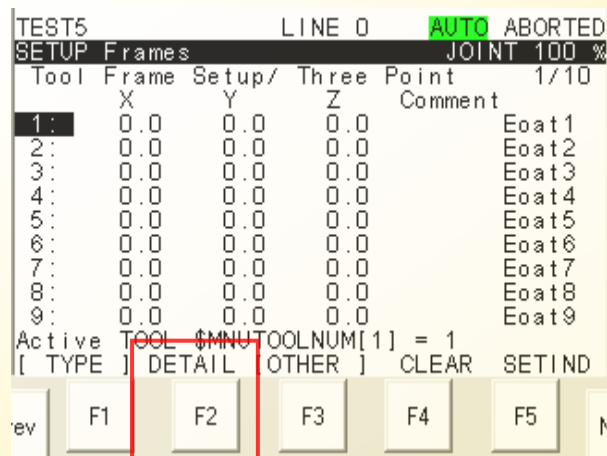 TEST5 LINE 0 AUTO ABORTED
SETUP Frames JOINT 100 %
Tool Frame Setup/ Three Point 1/10
X Y Z Comment
1: 0.0 0.0 0.0 Eoat1
2: 0.0 0.0 0.0 Eoat2
3: 0.0 0.0 0.0 Eoat3
4: 0.0 0.0 0.0 Eoat4
5: 0.0 0.0 0.0 Eoat5
6: 0.0 0.0 0.0 Eoat6
7: 0.0 0.0 0.0 Eoat7
8: 0.0 0.0 0.0 Eoat8
9: 0.0 0.0 0.0 Eoat9
Active TOOL $MNUTOOLNUM[1] = 1
[ TYPE ] DETAIL [OTHER ] CLEAR SETIND
ev F1 F2 F3 F4 F5